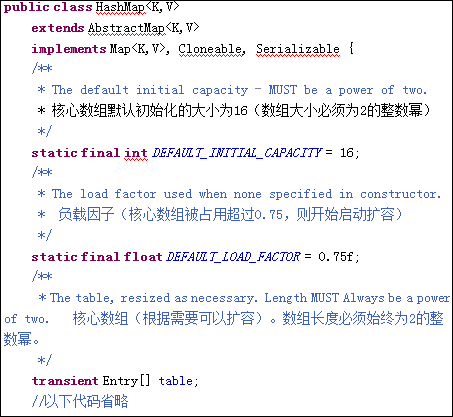 public class HashMap<K,V>
extends AbstractMap<K,V>
implements Map<K,V>, Cloneable, Serializable {
/**
* The default initial capacity - MUST be a power of two.
* 核心数组默认初始化的大小为16（数组大小必须为2的整数幂）
*/
static final int DEFAULT_INITIAL_CAPACITY = 16;
/**
* The load factor used when none specified in constructor.
* 负载因子（核心数组被占用超过0.75，则开始启动扩容）
*/
static final float DEFAULT_LOAD_FACTOR = 0.75f;
/**
* The table, resized as necessary. Length MUST Always be a power
of two. 核心数组（根据需要可以扩容）。数组长度必须始终为2的整
数幂。
*/
transient Entry[] table;
//以下代码省略